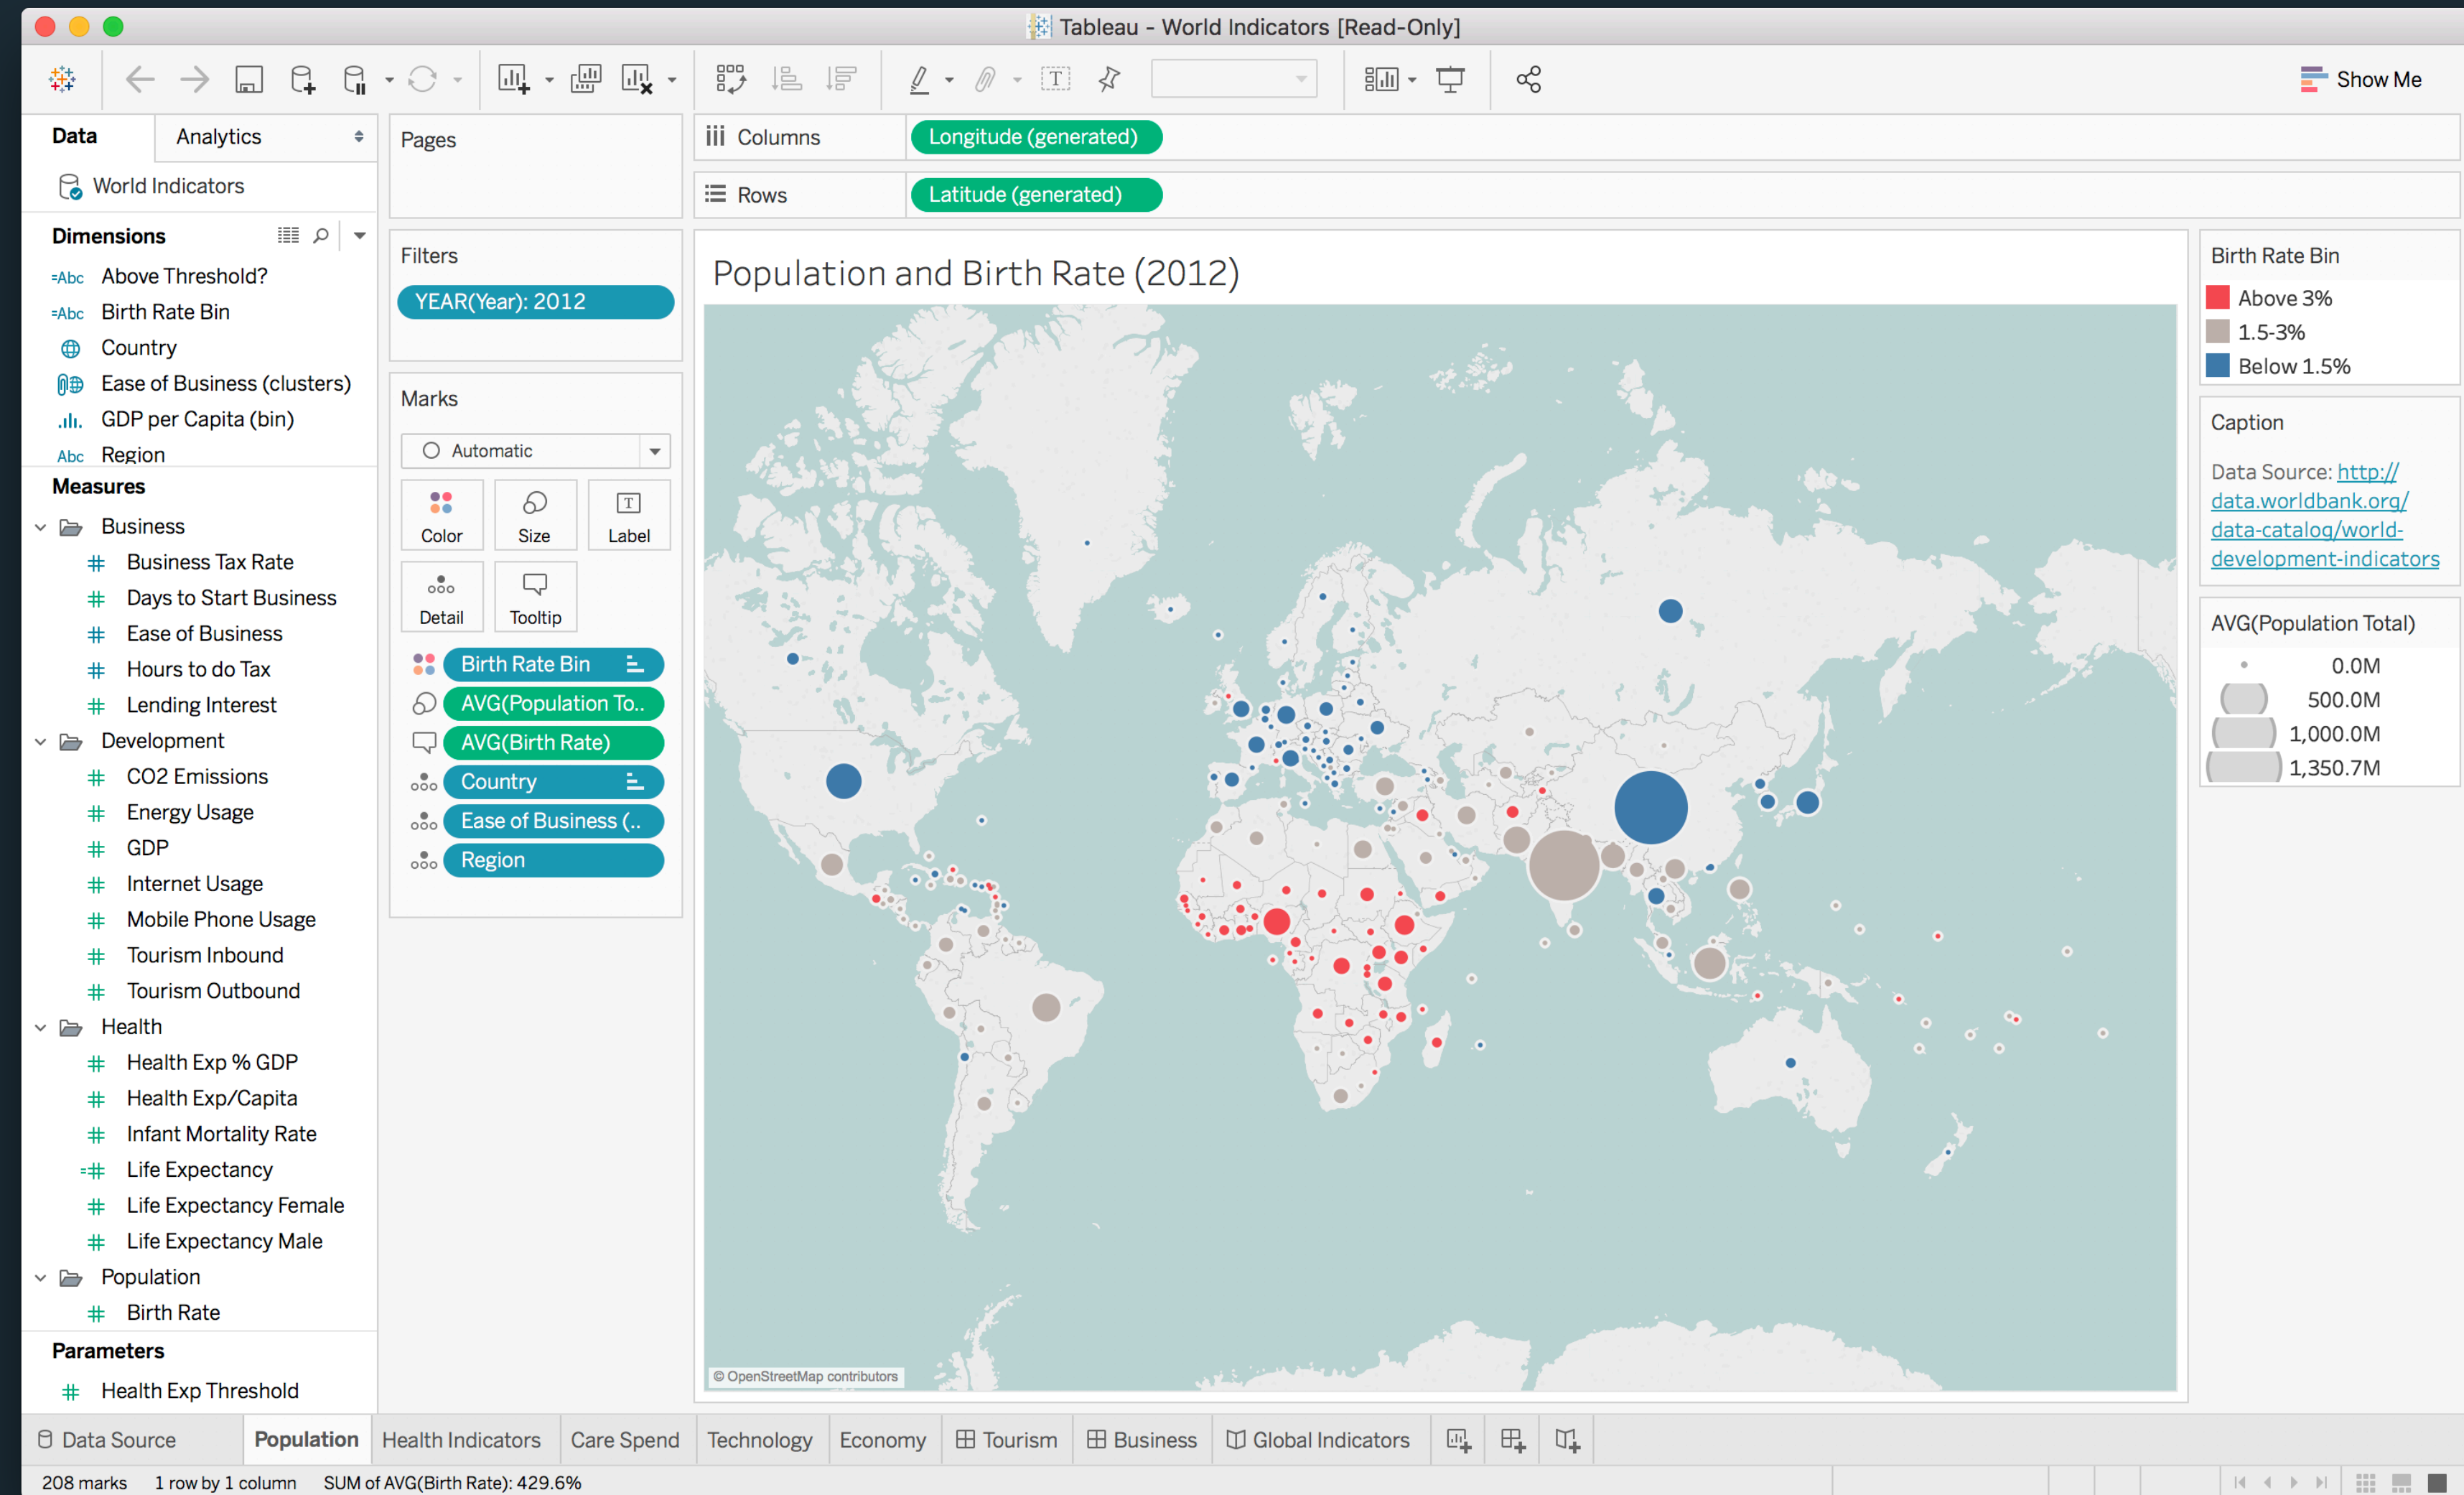 Tableau - World Indicators [Read-Only]
Show Me
Data
Analytics
World Indicators
Dimensions
=Abc Above Threshold?
=Abc Birth Rate Bin
Country
Ease of Business (clusters)
GDP per Capita (bin)
Abc Region
Measures
Business
# Business Tax Rate
# Days to Start Business
# Ease of Business
# Hours to do Tax
# Lending Interest
Development
# CO2 Emissions
# Energy Usage
# GDP
# Internet Usage
# Mobile Phone Usage
# Tourism Inbound
# Tourism Outbound
Health
# Health Exp % GDP
# Health Exp/Capita
# Infant Mortality Rate
=# Life Expectancy
# Life Expectancy Female
# Life Expectancy Male
Population
# Birth Rate
Parameters
# Health Exp Threshold
Pages
Filters
YEAR(Year): 2012
Marks
Automatic
Color
Size
T
Label
Detail
Tooltip
Birth Rate Bin
AVG(Population To..
AVG(Birth Rate)
Country
Ease of Business (..
Region
T
Columns
Longitude (generated)
Rows
Latitude (generated)
Population and Birth Rate (2012)
© OpenStreetMap contributors
Birth Rate Bin
Above 3%
1.5-3%
Below 1.5%
Caption
Data Source: http://
data.worldbank.org/
data-catalog/world-
development-indicators
AVG(Population Total)
0.0M
500.0M
1,000.0M
1,350.7M
Data Source
Population
Health Indicators
Care Spend
Technology
Economy
Tourism
Business
Global Indicators
208 marks
1 row by 1 column
SUM of AVG(Birth Rate): 429.6%